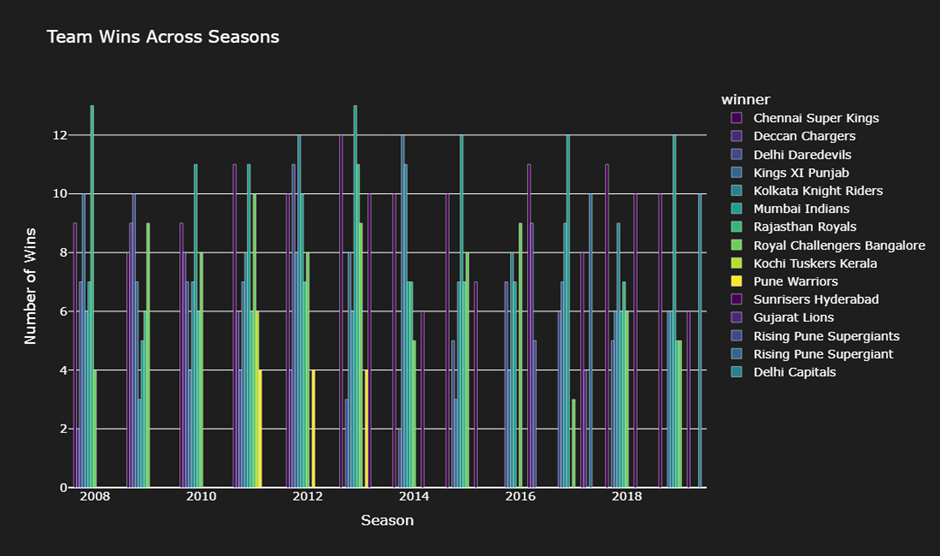 Team Wins Across Seasons
winner
Chennai Super Kings
Deccan Chargers
Delhi Daredevils
Kings XI Punjab
Kolkata Knight Riders
Mumbai Indians
Rajasthan Royals
Royal Challengers Bangalore
Kochi Tuskers Kerala
Pune Warriors
Sunrisers Hyderabad
Gujarat Lions
Rising Pune Supergiants
Rising Pune Supergiant
Delhi Capitals
Number of Wins
12
10
8
6
4
2
0
2008 2010 2012 2014 2016 2018
Season